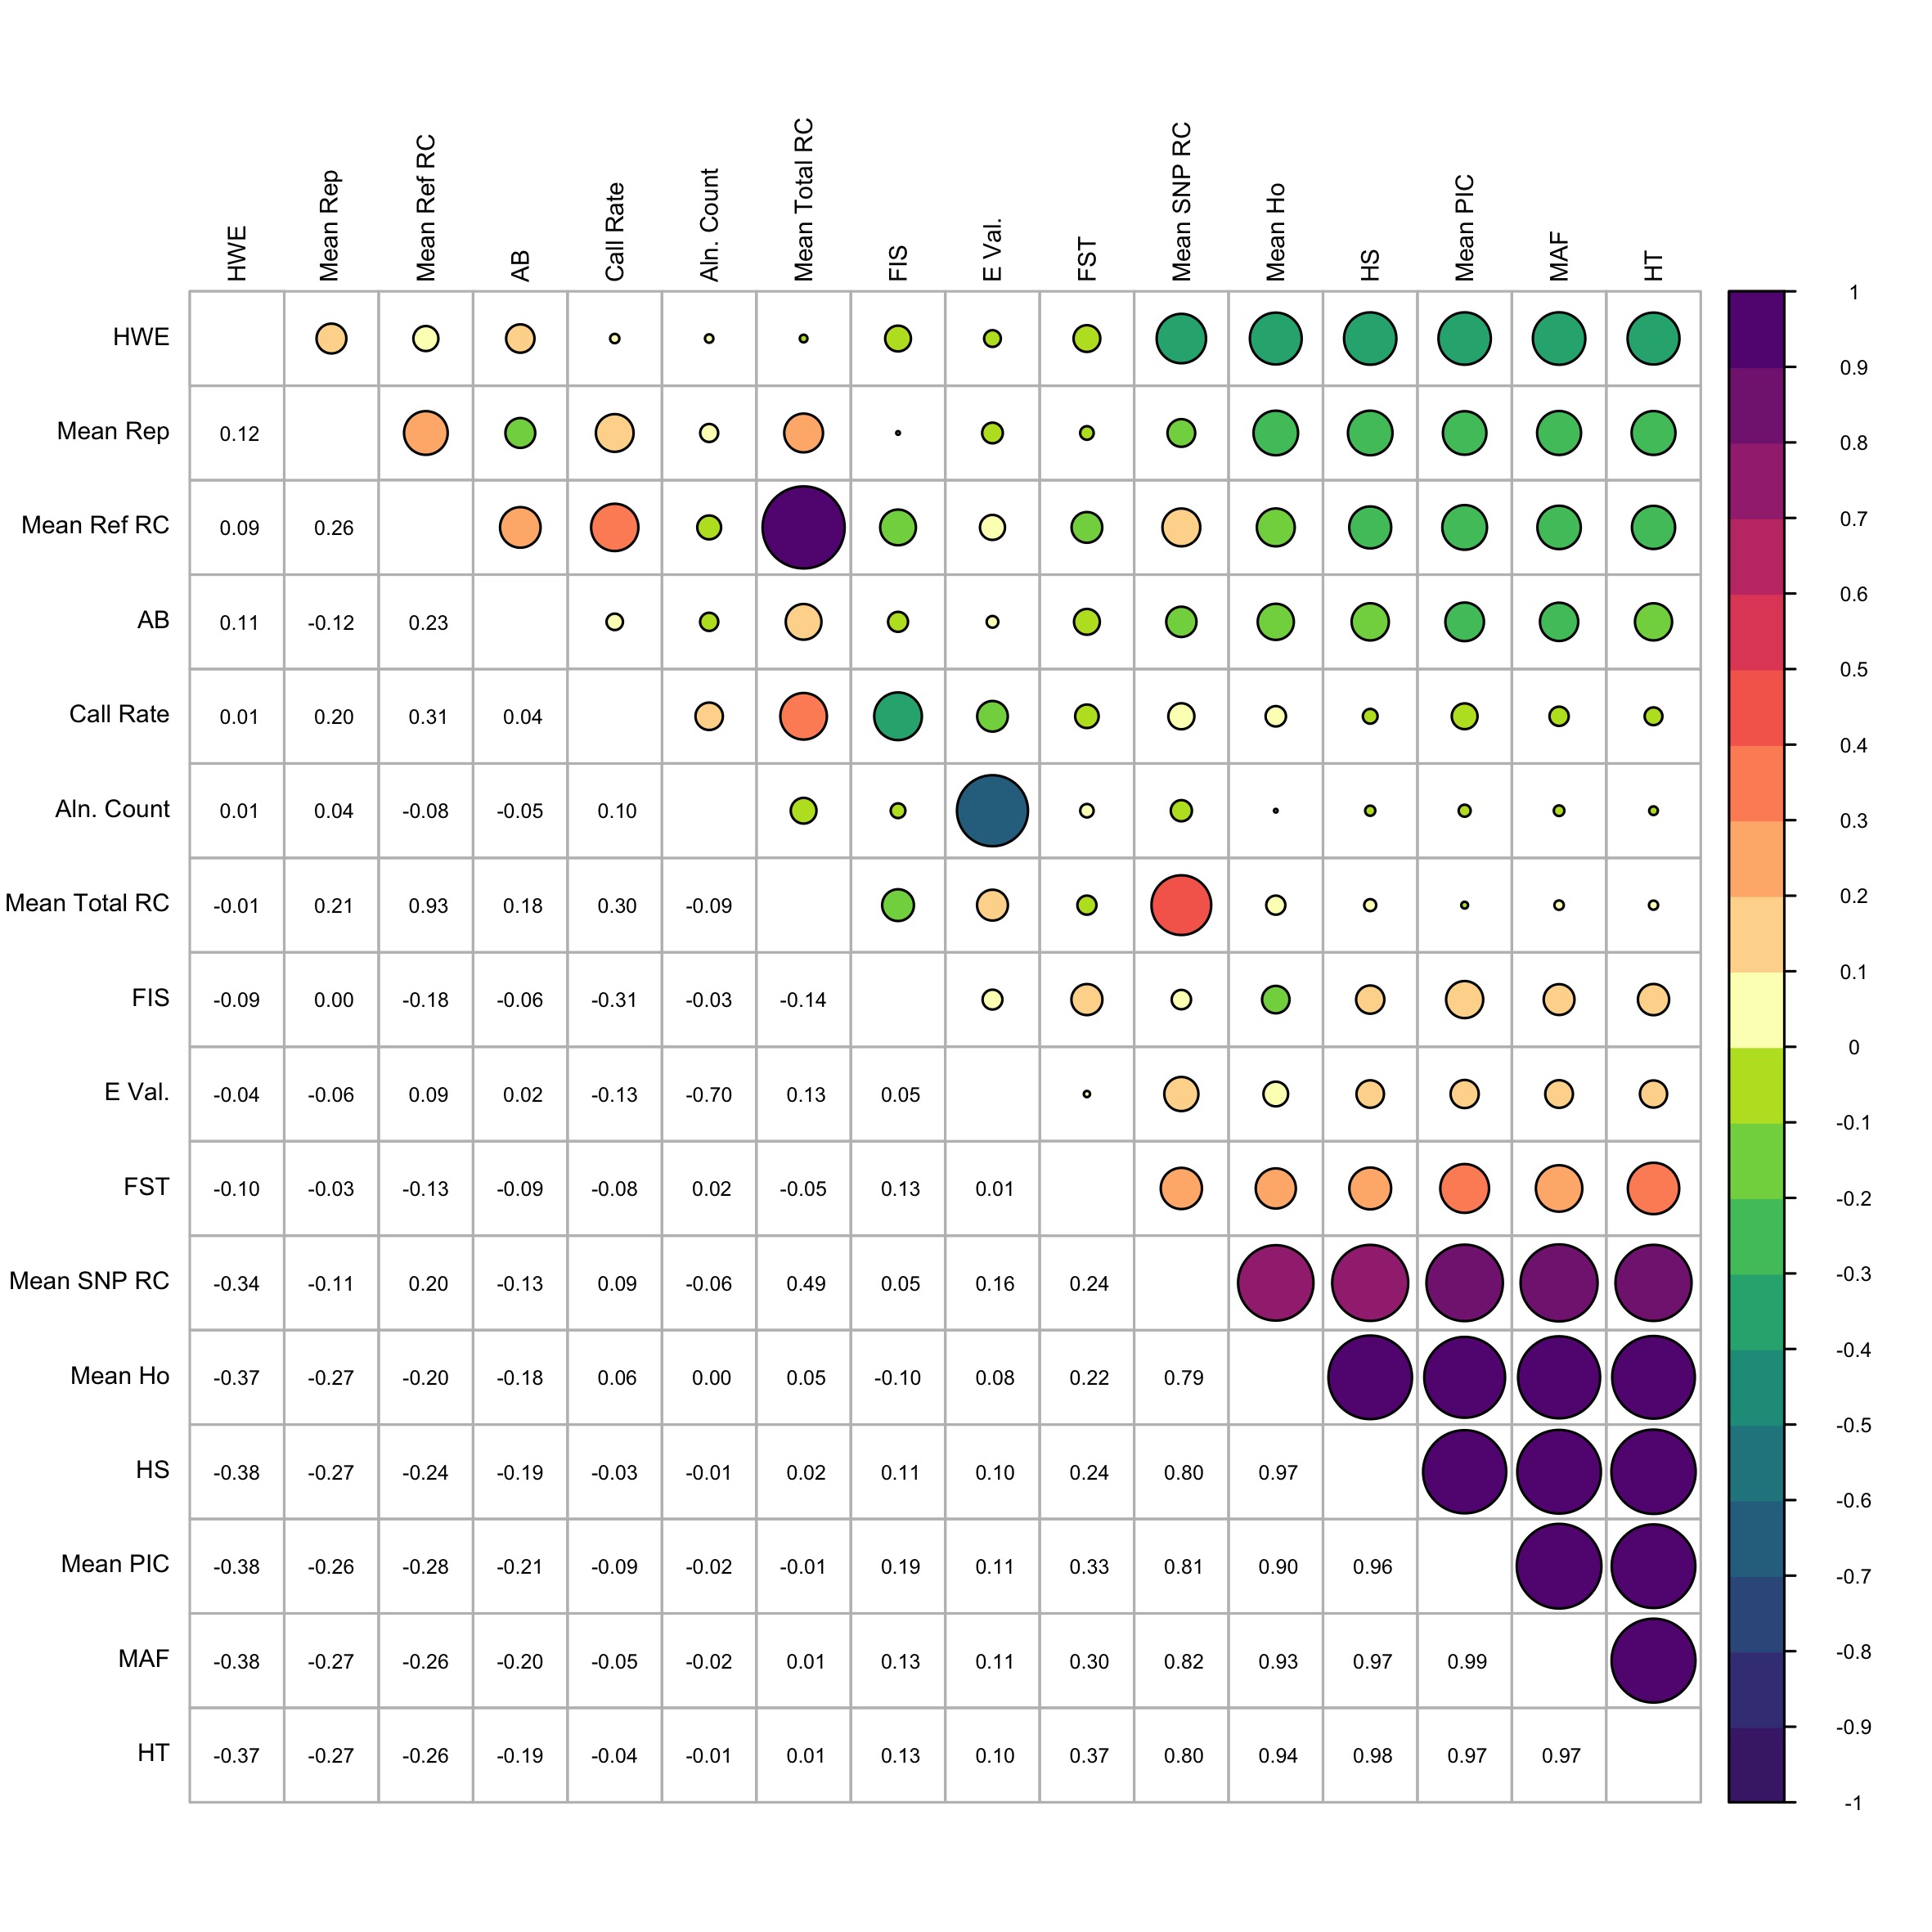 HWE Mean Rep Mean Ref RC AB Call Rate Aln. Count Mean Total RC FIS E Val. FST Mean SNP RC Mean Ho HS Mean PIC MAF HT
1
HWE
0.9
0.8
Mean Rep 0.12
0.7
Mean Ref RC 0.09 0.26
0.6
AB 0.11 -0.12 0.23
0.5
Call Rate 0.01 0.20 0.31 0.04
0.4
Aln. Count 0.01 0.04 -0.08 -0.05 0.10
0.3
0.2
Mean Total RC -0.01 0.21 0.93 0.18 0.30 -0.09
0.1
FIS -0.09 0.00 -0.18 -0.06 -0.31 -0.03 -0.14
0
E Val. -0.04 -0.06 0.09 0.02 -0.13 -0.70 0.13 0.05
-0.1
FST -0.10 -0.03 -0.13 -0.09 -0.08 0.02 -0.05 0.13 0.01
-0.2
-0.3
Mean SNP RC -0.34 -0.11 0.20 -0.13 0.09 -0.06 0.49 0.05 0.16 0.24
-0.4
Mean Ho -0.37 -0.27 -0.20 -0.18 0.06 0.00 0.05 -0.10 0.08 0.22 0.79
-0.5
HS -0.38 -0.27 -0.24 -0.19 -0.03 -0.01 0.02 0.11 0.10 0.24 0.80 0.97
-0.6
Mean PIC -0.38 -0.26 -0.28 -0.21 -0.09 -0.02 -0.01 0.19 0.11 0.33 0.81 0.90 0.96
-0.7
-0.8
MAF -0.38 -0.27 -0.26 -0.20 -0.05 -0.02 0.01 0.13 0.11 0.30 0.82 0.93 0.97 0.99
-0.9
HT -0.37 -0.27 -0.26 -0.19 -0.04 -0.01 0.01 0.13 0.10 0.37 0.80 0.94 0.98 0.97 0.97
-1